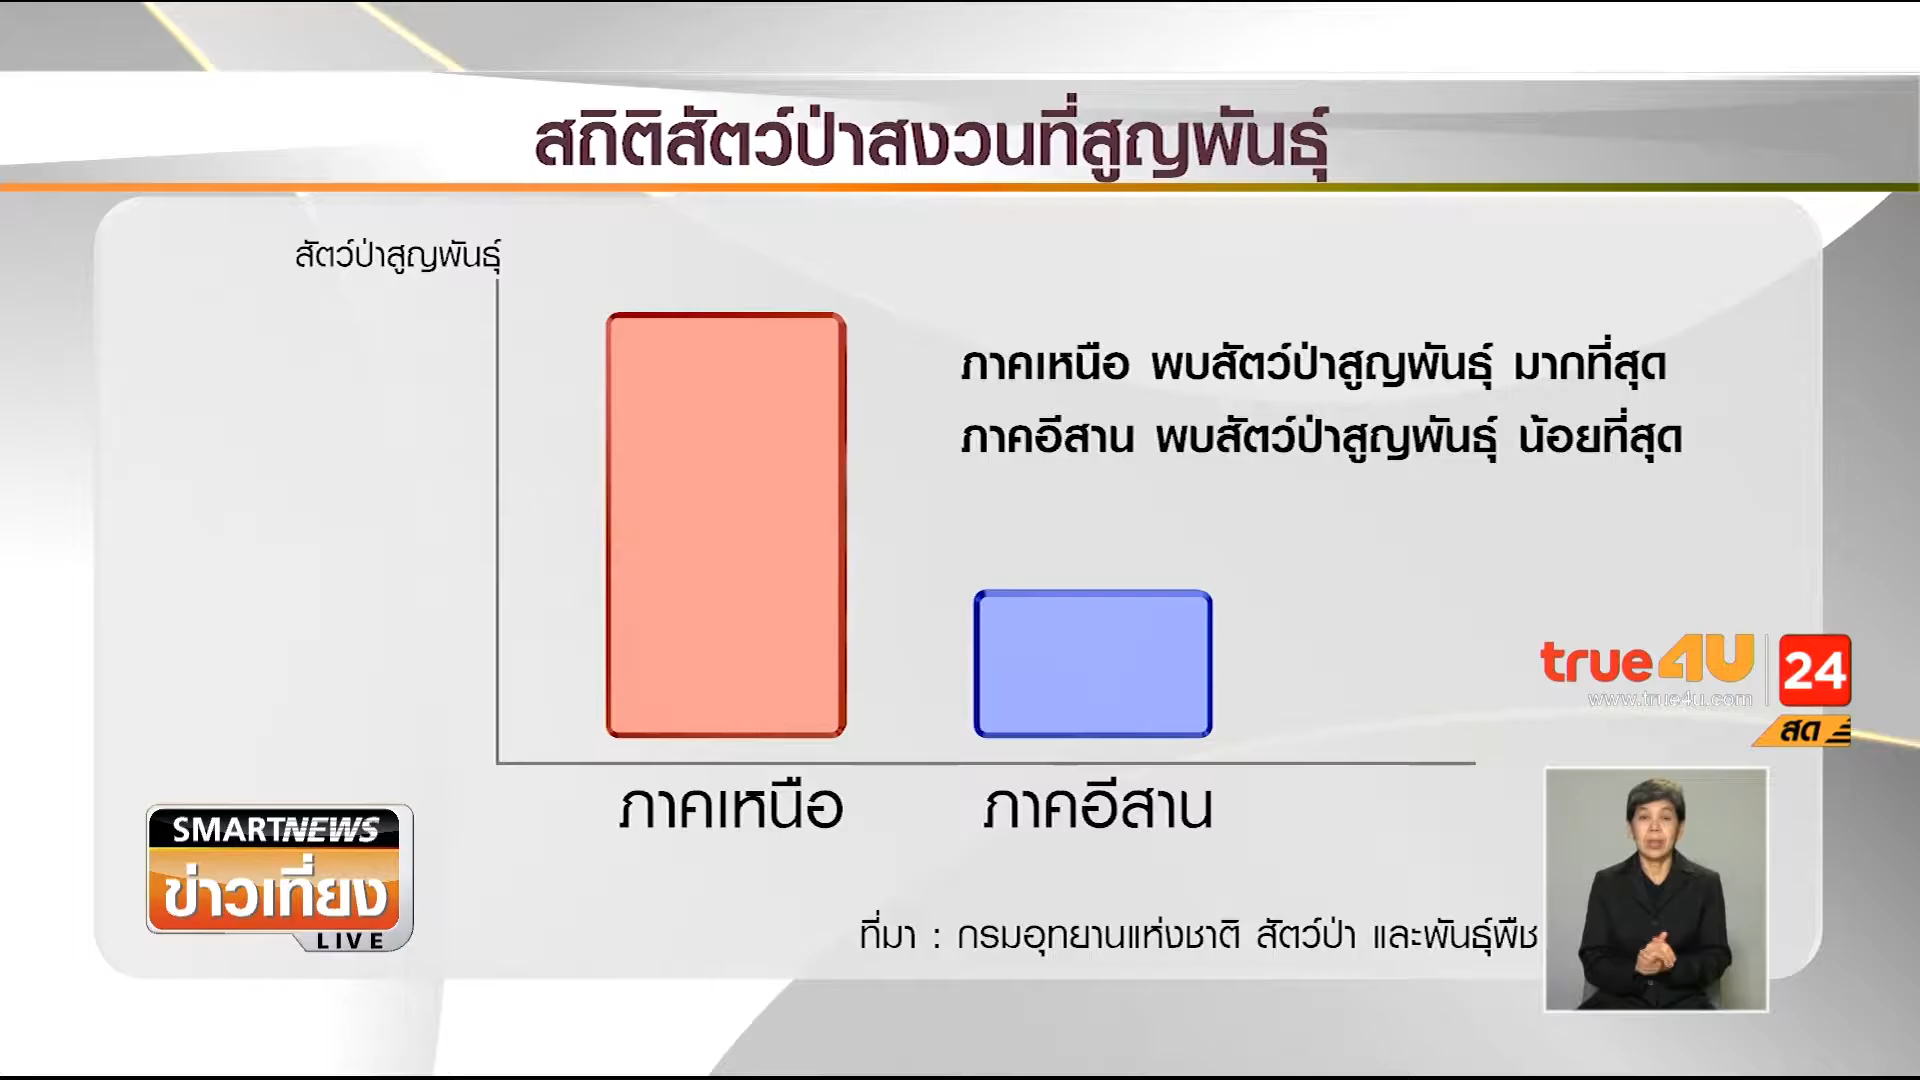 สถิติสัตว์ป่าสงวนที่สูญพันธุ์
สัตว์ป่าสูญพันธุ์
ภาคเหนือ พบสัตว์ป่าสูญพันธุ์ มากที่สุด
ภาคอีสาน พบสัตว์ป่าสูญพันธุ์ น้อยที่สุด
true4U 24
www.true4u.com
สด
ภาคเหนือ ภาคอีสาน
SMARTNEWS
ข่าวเที่ยง
LIVE
ที่มา : กรมอุทยานแห่งชาติ สัตว์ป่า และพันธุ์พืช